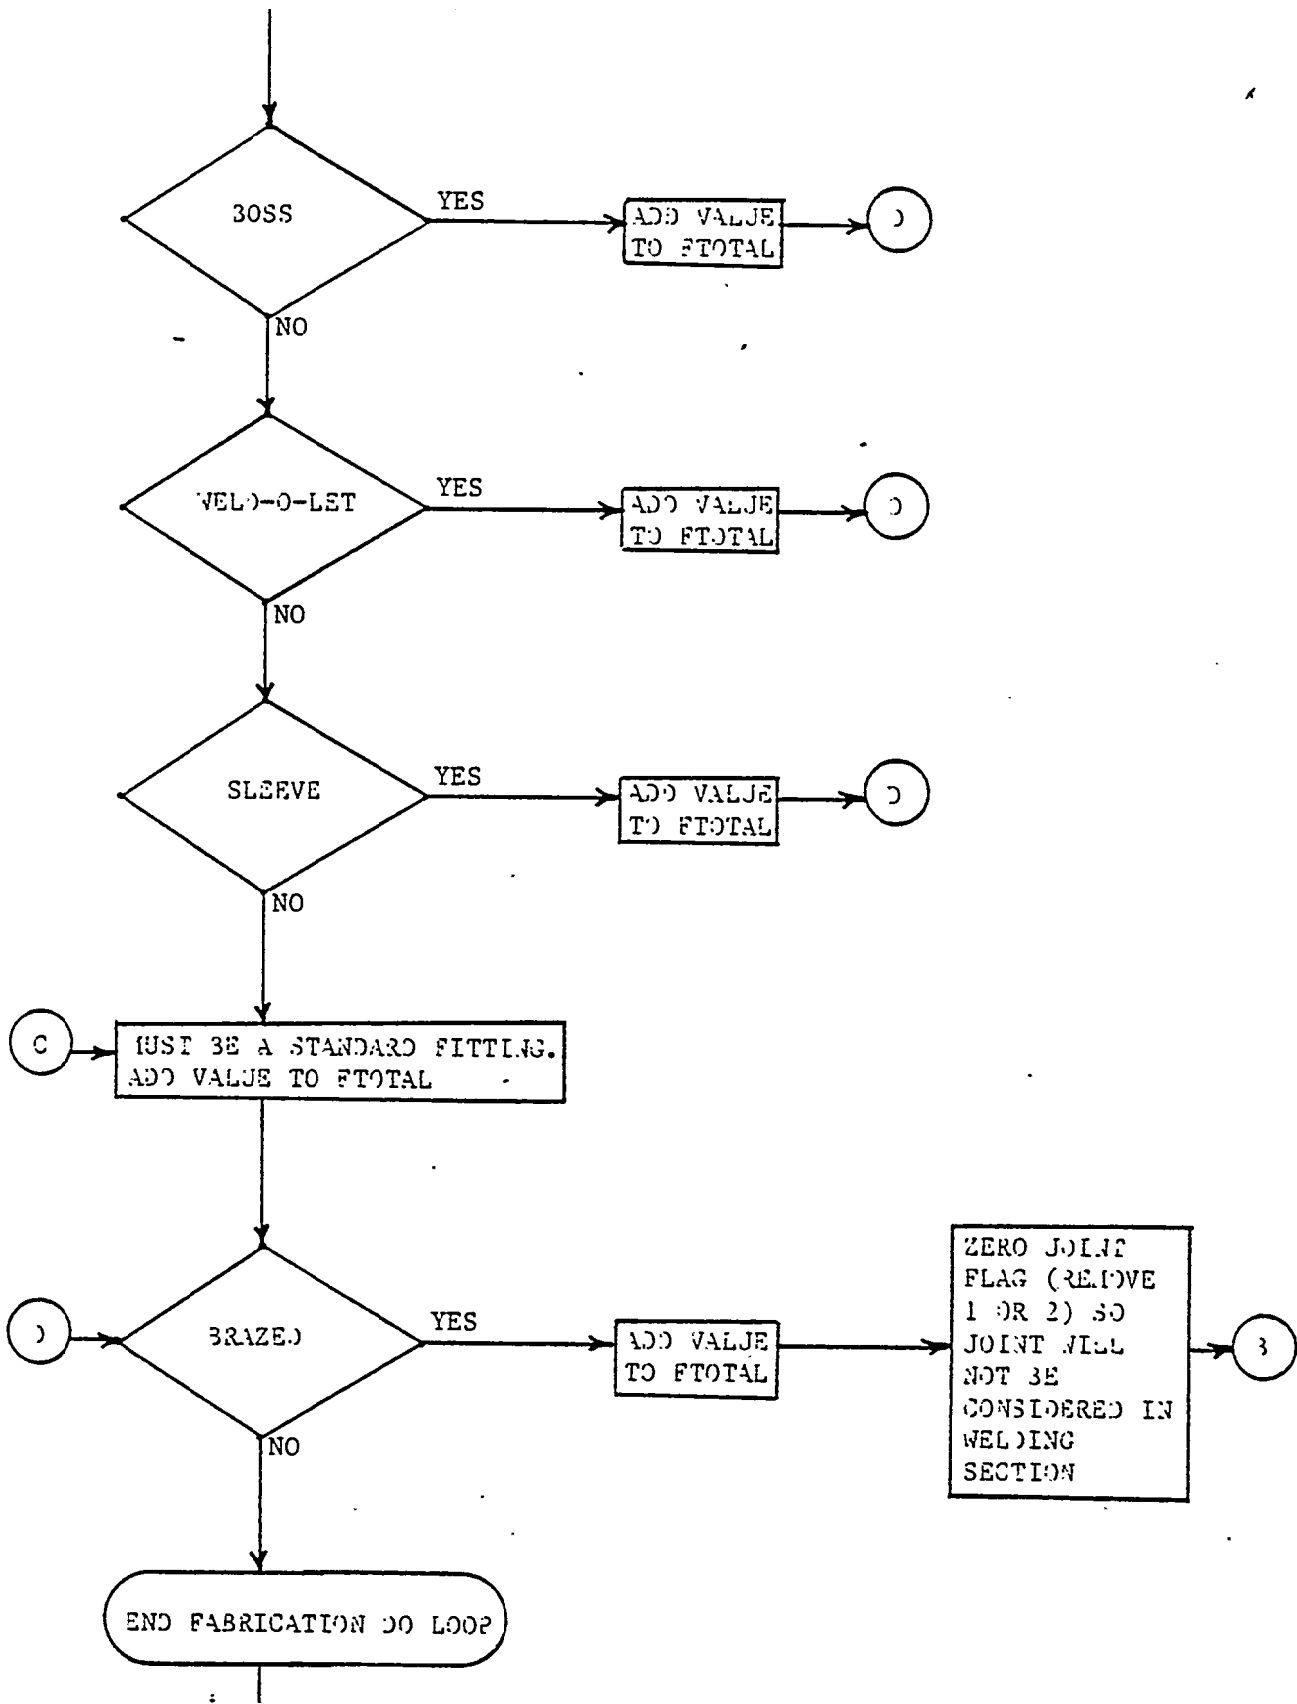 BOSS
YES
ADD VALUE
TO FTOTAL
D
NO
WELD-O-LET
YES
ADD VALUE
TO FTOTAL
D
NO
SLEEVE
YES
ADD VALUE
TO FTOTAL
D
NO
C
MUST BE A STANDARD FITTING.
ADD VALUE TO FTOTAL
D
BRAZED
YES
ADD VALUE
TO FTOTAL
ZERO JOINT
FLAG (REMOVE
1 OR 2) SO
JOINT WILL
NOT BE
CONSIDERED IN
WELDING
SECTION
B
NO
END FABRICATION DO LOOP